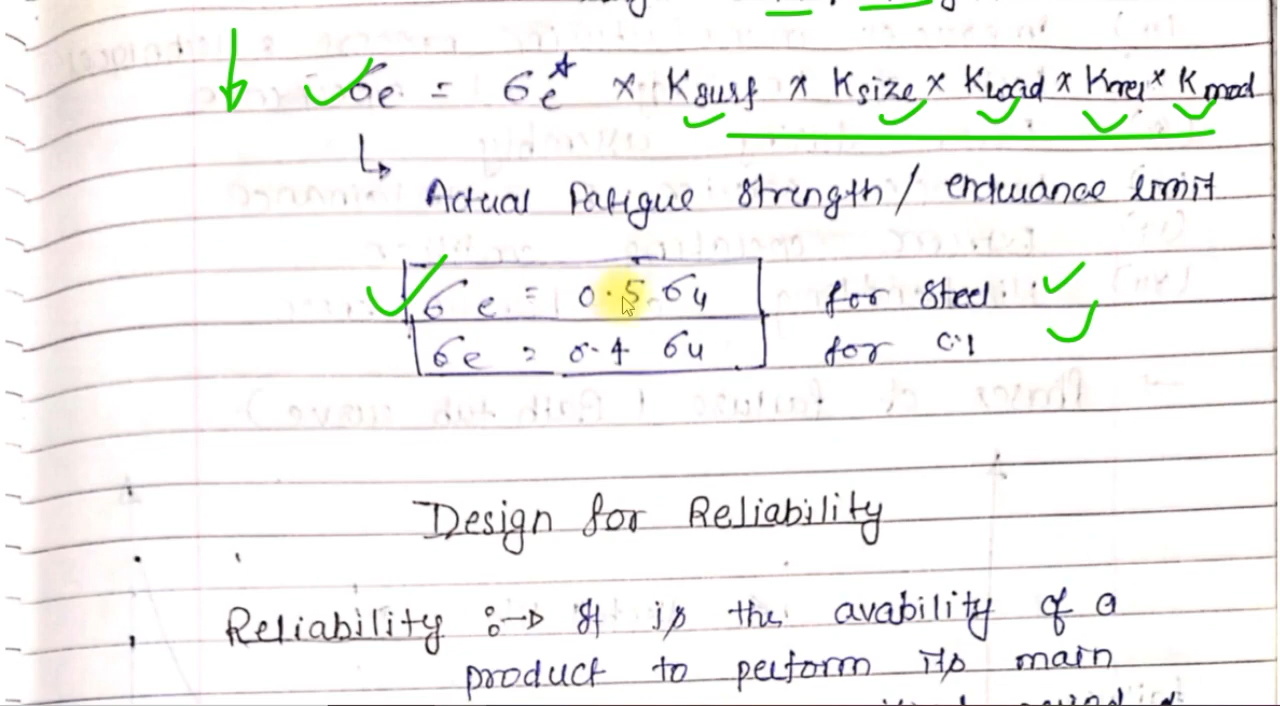 σe = σe* × Ksurf × Ksize × Kload × Krel × Kmod
↳ Actual Fatigue strength / endurance limit
σe = 0.5 σu for Steel.
σe = 0.4 σu for C.I
Design for Reliability
Reliability :→ It is the avability of a
product to perform its main